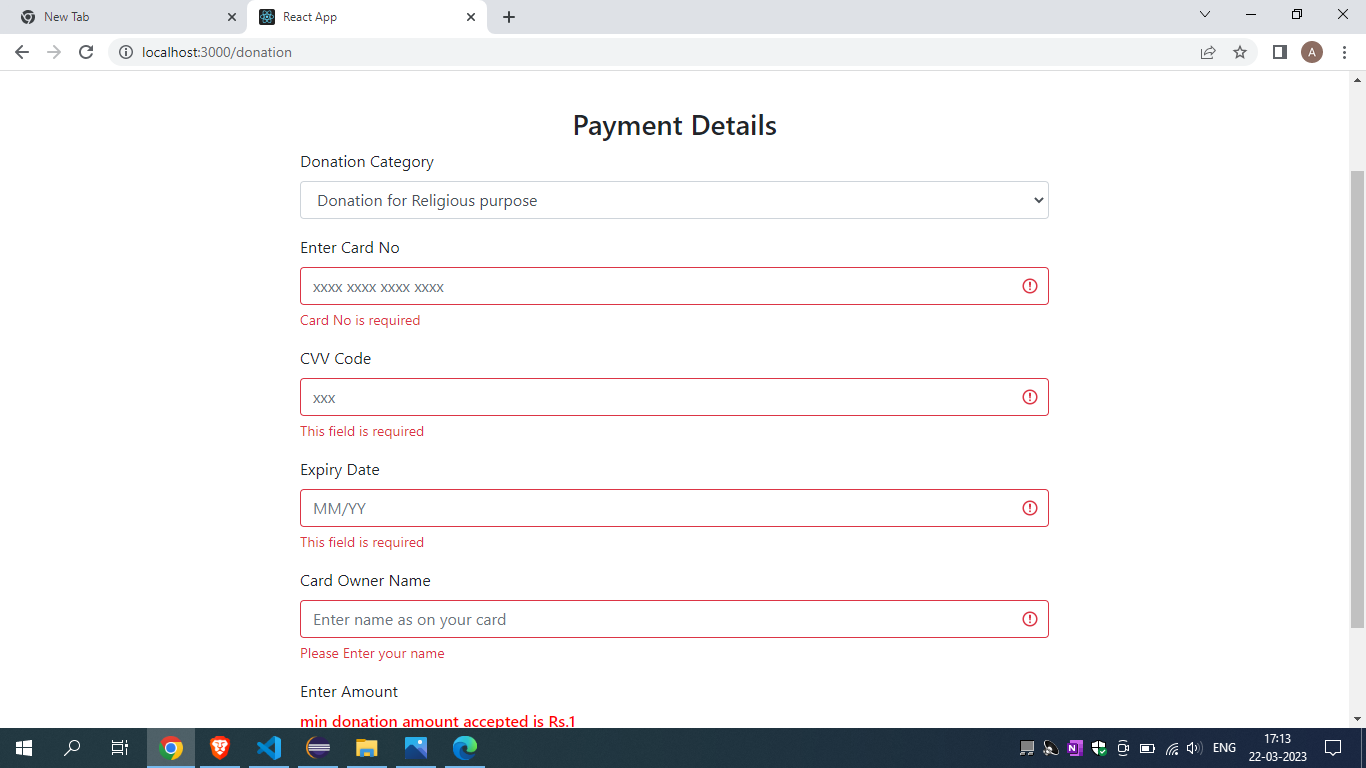 New Tab
React App
localhost:3000/donation
A
Payment Details
Donation Category
Donation for Religious purpose
Enter Card No
xxxx xxxx xxxx xxxx
Card No is required
CVV Code
xxx
This field is required
Expiry Date
MM/YY
This field is required
Card Owner Name
Enter name as on your card
Please Enter your name
Enter Amount
min donation amount accepted is Rs.1
N
ENG
17:13
22-03-2023